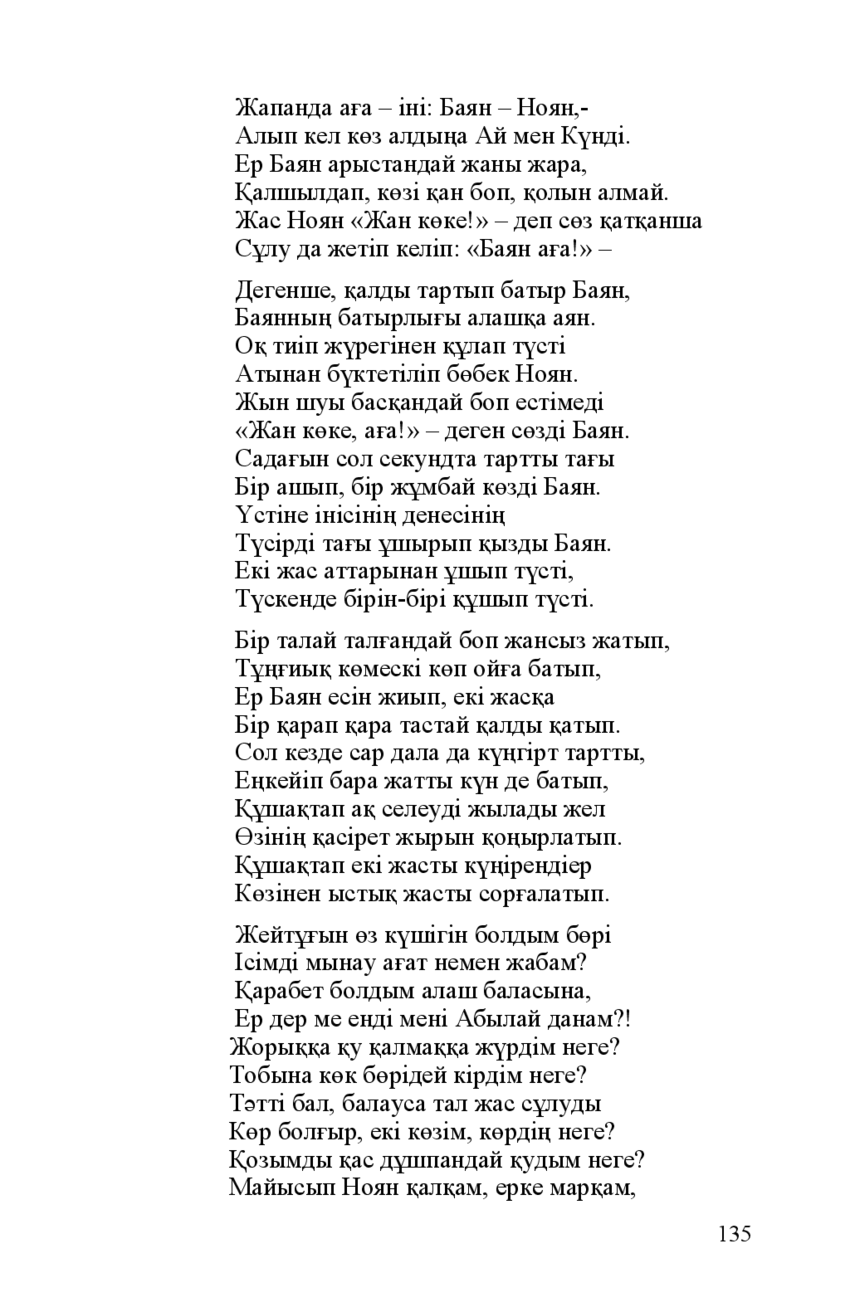 Жапанда аға – іні: Баян – Ноян,-
Алып кел көз алдыңа Ай мен Күнді.
Ер Баян арыстандай жаны жара,
Қалшылдап, көзі қан боп, қолын алмай.
Жас Ноян «Жан көке!» – деп сөз қатқанша
Сұлу да жетіп келіп: «Баян аға!» –
Дегенше, қалды тартып батыр Баян,
Баянның батырлығы алашқа аян.
Оқ тиіп жүрегінен құлап түсті
Атынан бүктетіліп бөбек Ноян.
Жын шуы басқандай боп естімеді
«Жан көке, аға!» – деген сөзді Баян.
Садағын сол секундта тартты тағы
Бір ашып, бір жұмбай көзді Баян.
Үстіне інісінің денесінің
Түсірді тағы ұшырып қызды Баян.
Екі жас аттарынан ұшып түсті,
Түскенде бірін-бірі құшып түсті.
Бір талай талғандай боп жансыз жатып,
Тұңғиық көмескі көп ойға батып,
Ер Баян есін жиып, екі жасқа
Бір қарап қара тастай қалды қатып.
Сол кезде сар дала да күңгірт тартты,
Еңкейіп бара жатты күн де батып,
Құшақтап ақ селеуді жылады жел
Өзінің қасірет жырын қоңырлатып.
Құшақтап екі жасты күңірендіер
Көзінен ыстық жасты сорғалатып.
Жейтұғын өз күшігін болдым бөрі
Ісімді мынау ағат немен жабам?
Қарабет болдым алаш баласына,
Ер дер ме енді мені Абылай данам?!
Жорыққа қу қалмаққа жүрдім неге?
Тобына көк бөрідей кірдім неге?
Тәтті бал, балауса тал жас сұлуды
Көр болғыр, екі көзім, көрдің неге?
Қозымды қас дұшпандай қудым неге?
Майысып Ноян қалқам, ерке марқам,
135